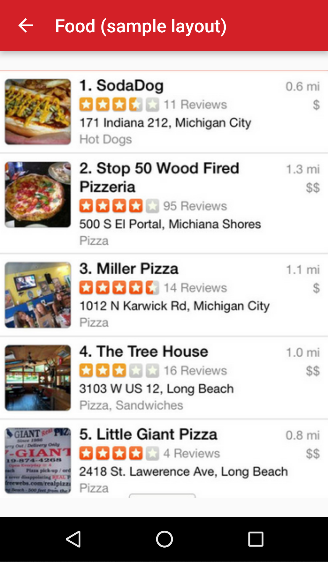 Food (sample layout)
1. SodaDog
0.6 mi
11 Reviews
$
171 Indiana 212, Michigan City
Hot Dogs
2. Stop 50 Wood Fired
1.3 mi
Pizzeria
$$
95 Reviews
500 S El Portal, Michiana Shores
Pizza
3. Miller Pizza
1.1 mi
14 Reviews
$
1012 N Karwick Rd, Michigan City
Pizza
4. The Tree House
1.0 mi
16 Reviews
$$
3103 W US 12, Long Beach
Pizza, Sandwiches
GIANT
5. Little Giant Pizza
0.8 mi
4 Reviews
$$
-GIANT
2418 St. Lawerence Ave, Long Beach
Pizza